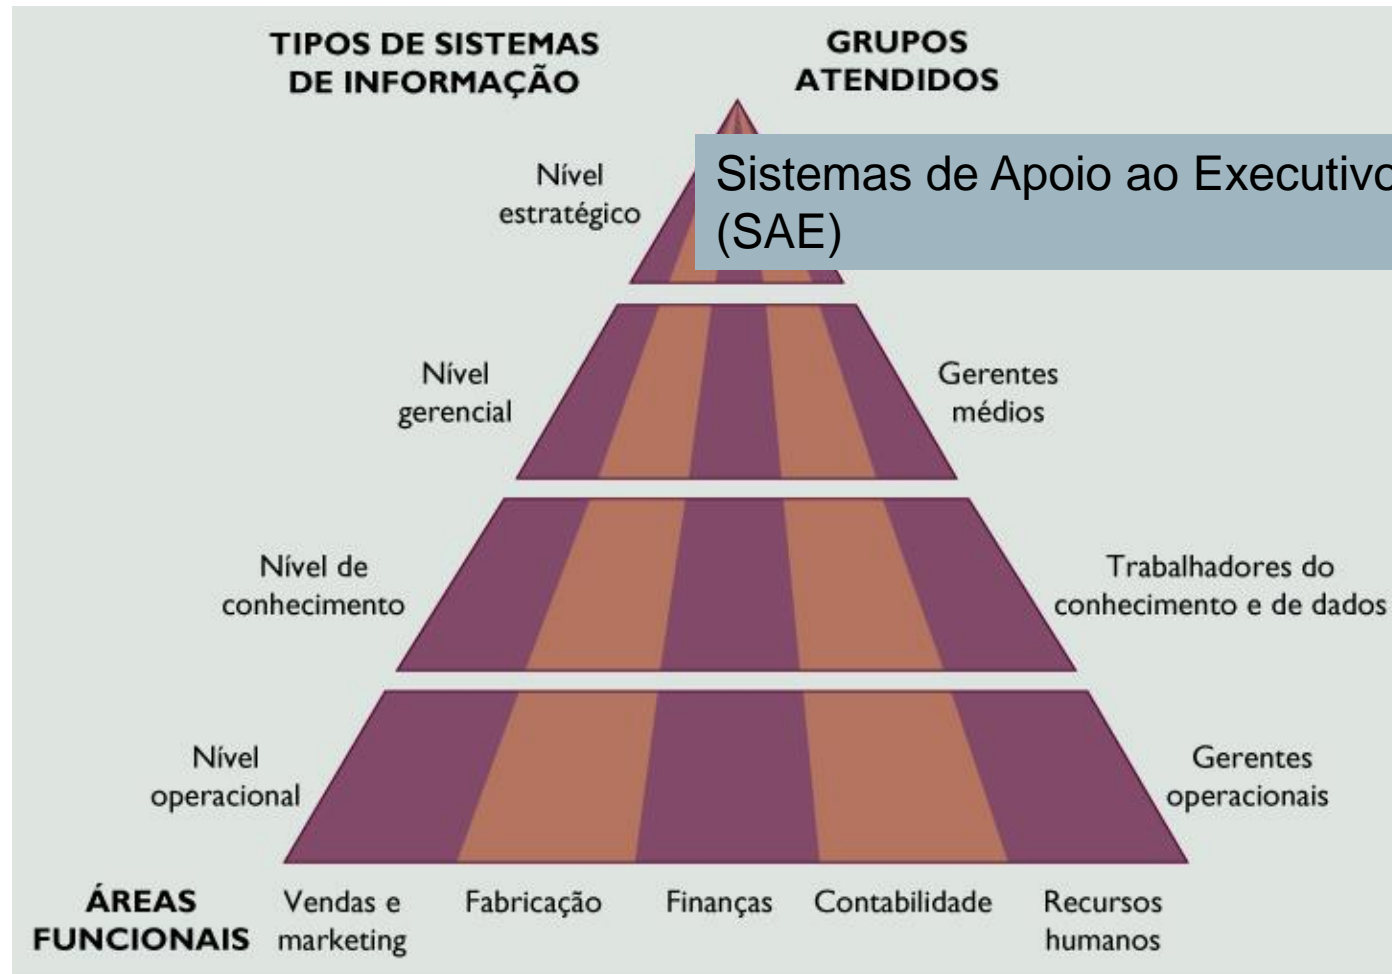 TIPOS DE SISTEMAS
DE INFORMAÇÃO
GRUPOS
ATENDIDOS
Nível
estratégico
Sistemas de Apoio ao Executivo
(SAE)
Nível
gerencial
Gerentes
médios
Nível de
conhecimento
Trabalhadores do
conhecimento e de dados
Nível
operacional
Gerentes
operacionais
ÁREAS
FUNCIONAIS
Vendas e
marketing
Fabricação
Finanças
Contabilidade
Recursos
humanos